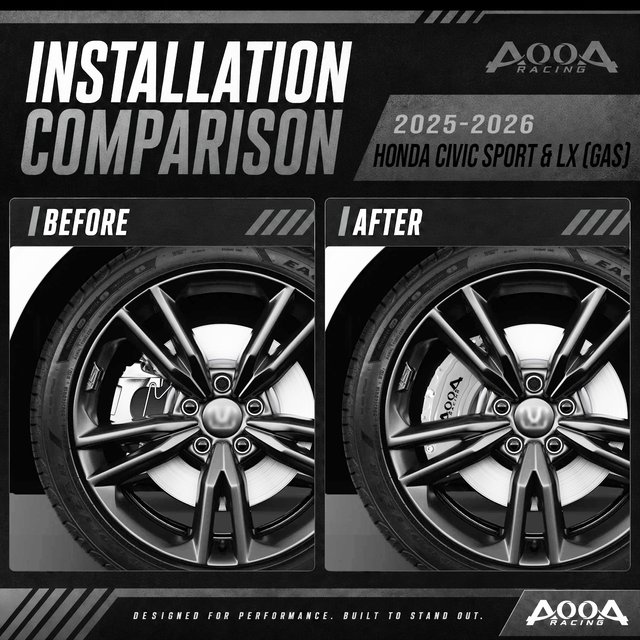 INSTALLATION
COMPARISON
AOOA
RACING
2025-2026
HONDA CIVIC SPORT & LX (GAS)
BEFORE
AFTER
AOOA
RACING
DESIGNED FOR PERFORMANCE. BUILT TO STAND OUT.
AOOA
RACING